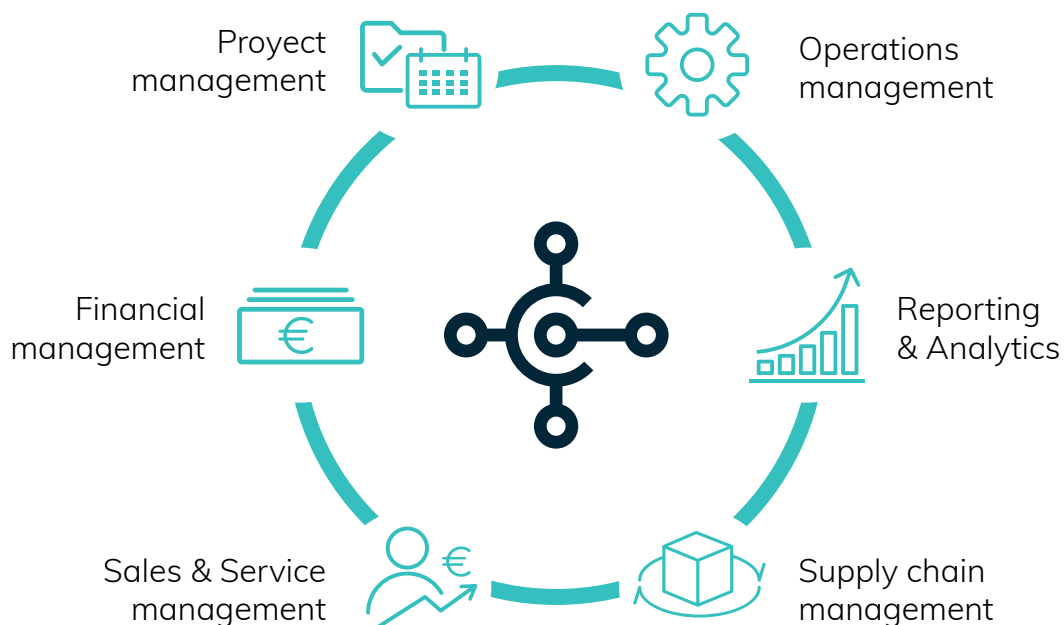 Proyect
management
Operations
management
Financial
management
€
Reporting
& Analytics
Sales & Service
management
€
Supply chain
management